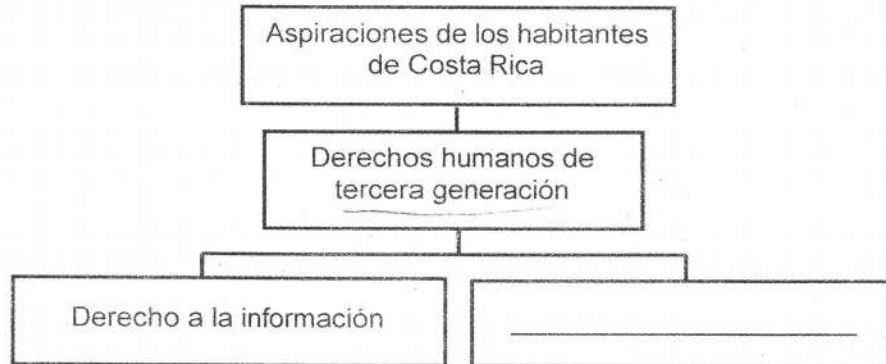 Aspiraciones de los habitantes
de Costa Rica
Derechos humanos de
tercera generación
Derecho a la información